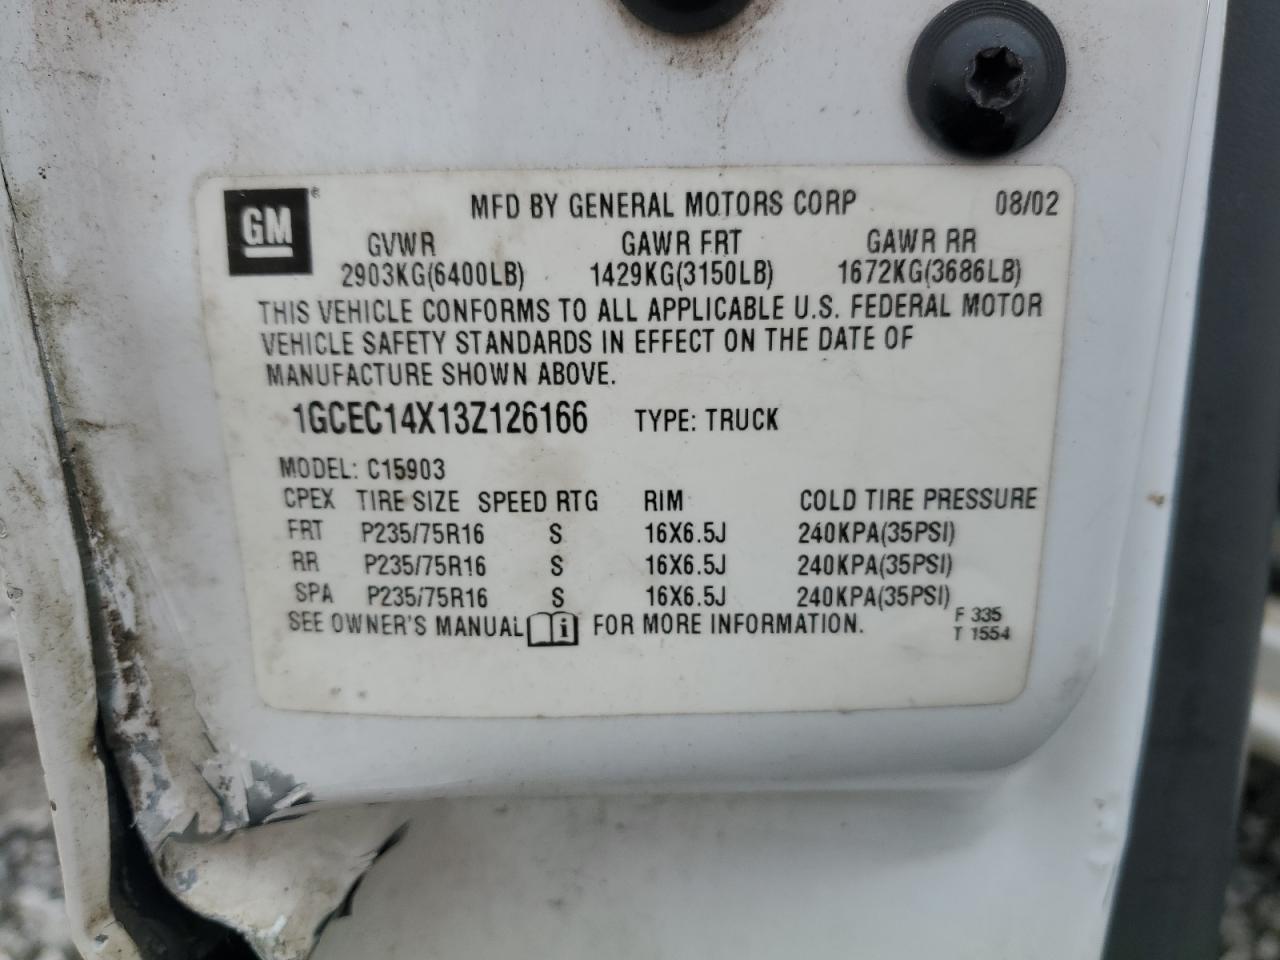 GM ® MFD BY GENERAL MOTORS CORP 08/02
GVWR GAWR FRT GAWR RR
2903KG(6400LB) 1429KG(3150LB) 1672KG(3686LB)
THIS VEHICLE CONFORMS TO ALL APPLICABLE U.S. FEDERAL MOTOR
VEHICLE SAFETY STANDARDS IN EFFECT ON THE DATE OF
MANUFACTURE SHOWN ABOVE.
1GCEC14X13Z126166 TYPE: TRUCK
MODEL: C15903
CPEX TIRE SIZE SPEED RTG RIM COLD TIRE PRESSURE
FRT P235/75R16 S 16X6.5J 240KPA(35PSI)
RR P235/75R16 S 16X6.5J 240KPA(35PSI)
SPA P235/75R16 S 16X6.5J 240KPA(35PSI)
SEE OWNER'S MANUAL i FOR MORE INFORMATION.
F 335
T 1554